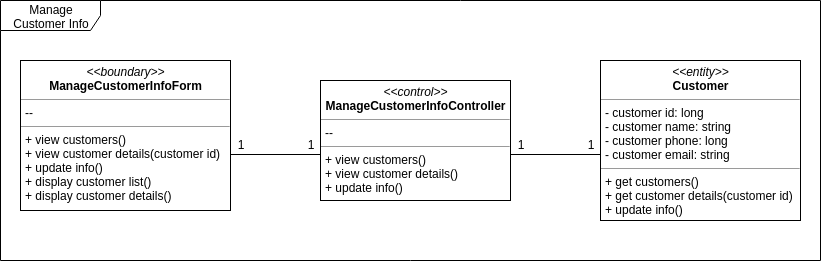 Manage
Customer Info
<<boundary>>
ManageCustomerInfoForm
--
+ view customers()
+ view customer details(customer id)
+ update info()
+ display customer list()
+ display customer details()
1
1
<<control>>
ManageCustomerInfoController
--
+ view customers()
+ view customer details()
+ update info()
1
1
<<entity>>
Customer
- customer id: long
- customer name: string
- customer phone: long
- customer email: string
+ get customers()
+ get customer details(customer id)
+ update info()